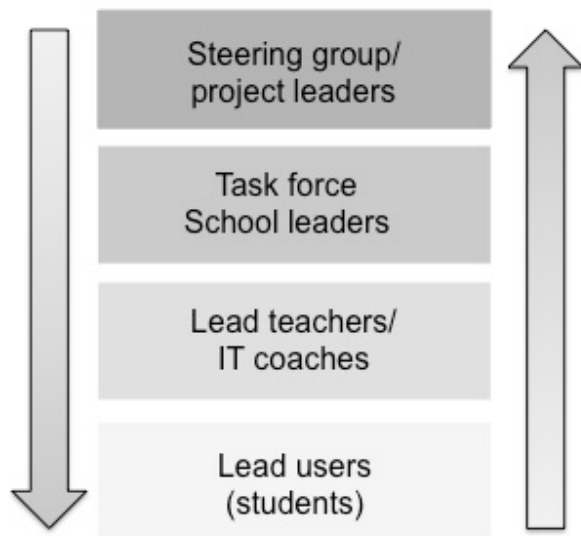 Steering group/
project leaders
Task force
School leaders
Lead teachers/
IT coaches
Lead users
(students)